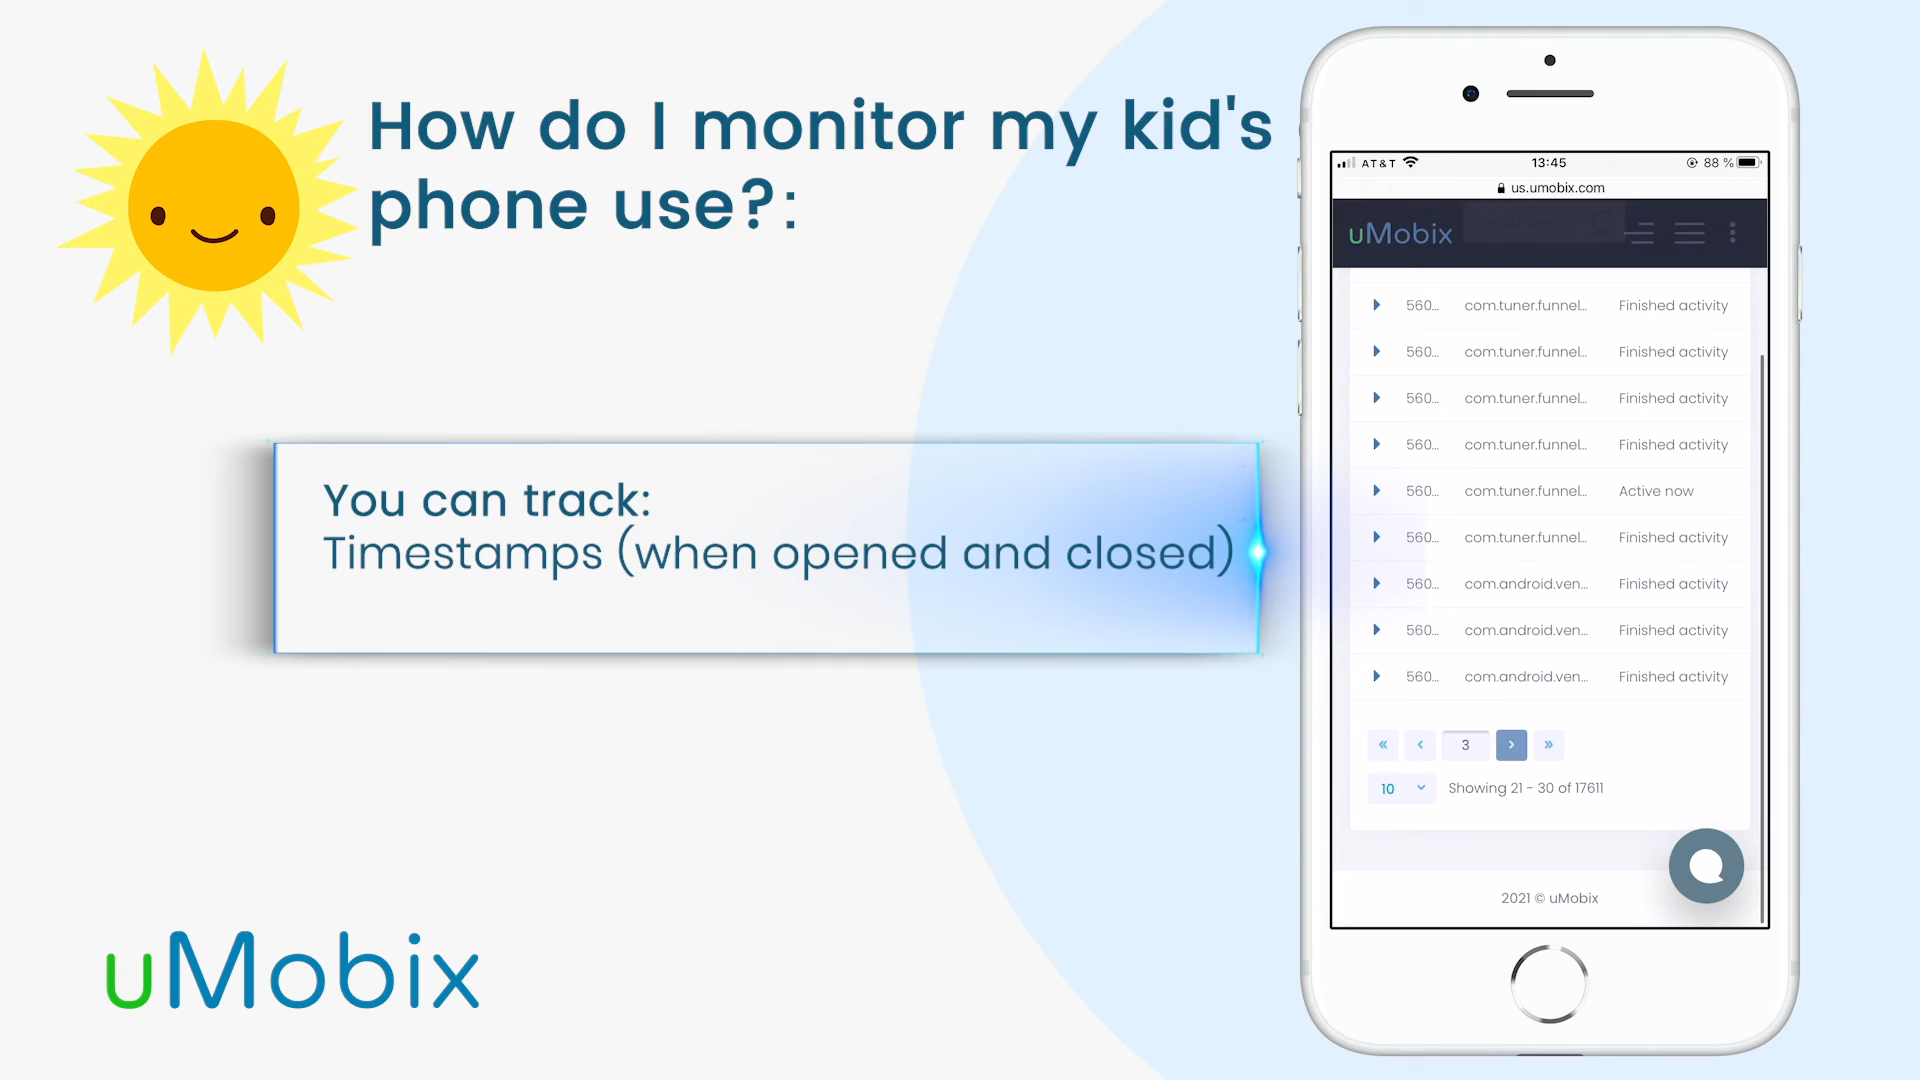 How do I monitor my kid's
phone use?:
You can track:
Timestamps (when opened and closed)
uMobix
AT&T 13:45 88 %
us.umobix.com
uMobix
560... com.tuner.funnel... Finished activity
560... com.tuner.funnel... Finished activity
560... com.tuner.funnel... Finished activity
560... com.tuner.funnel... Finished activity
560... com.tuner.funnel... Active now
560... com.tuner.funnel... Finished activity
560... com.android.ven... Finished activity
560... com.android.ven... Finished activity
560... com.android.ven... Finished activity
« ‹ 3 › »
10 Showing 21 - 30 of 17611
2021 © uMobix